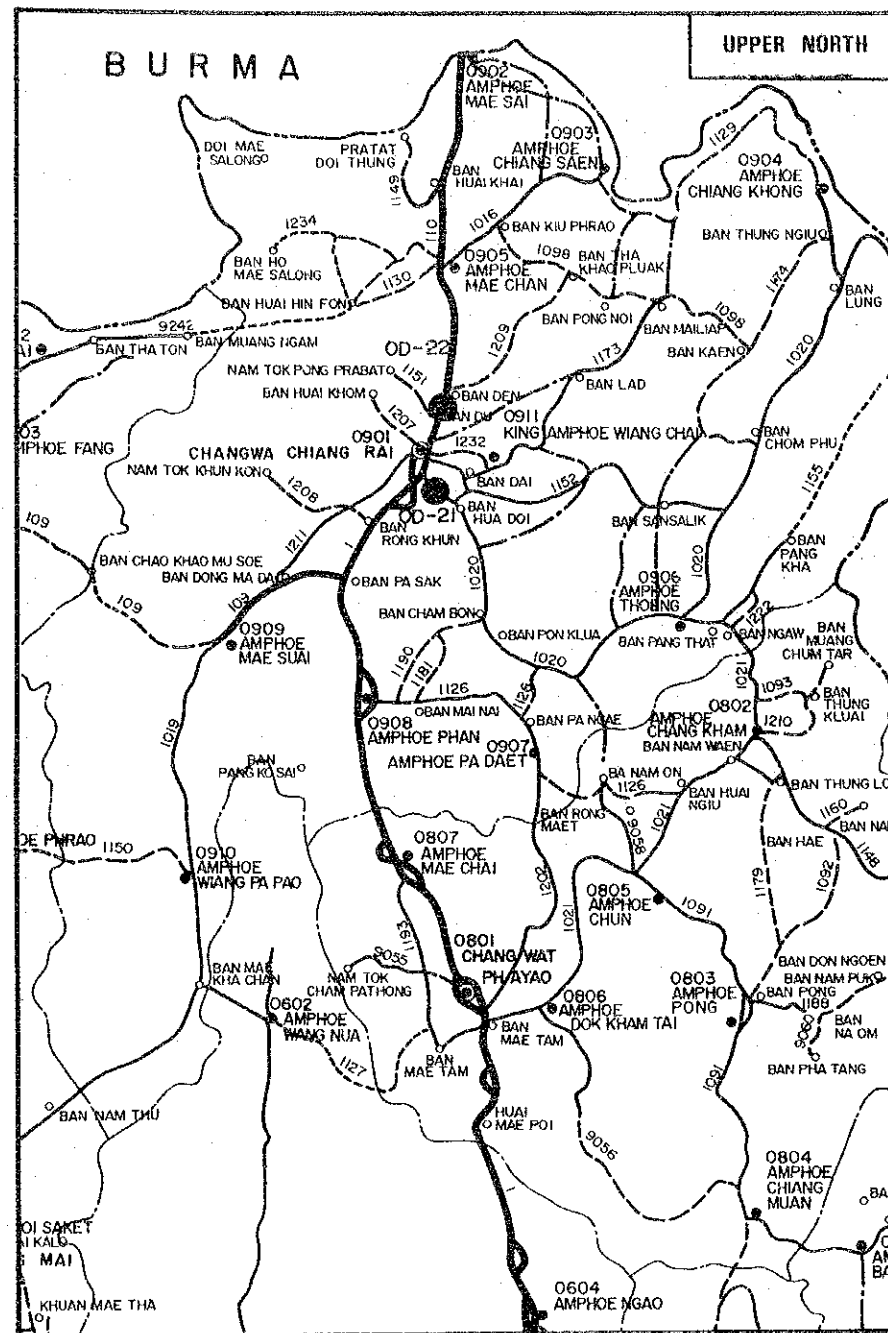 UPPER NORTH
BURMA
0902
AMPHOE
MAE SAI
0903
AMPHOE
CHIANG SAEN
1129
0904
AMPHOE
CHIANG KHONG
DOI MAE
SALONG
PRATAT
DOI THUNG
1149
BAN
HUAI KHAI
110
1016
BAN KIU PHRAO
1234
BAN HO
MAE SALONG
1130
0905
AMPHOE
MAE CHAN
1098
BAN THA
KHAO PLUAK
BAN THUNG NGIU
1174
BAN
LUNG
BAN HUAI HIN FON
BAN PONG NOI
BAN MAILIAP
1098
BAN KAEN
1020
9242
BAN THA TON
BAN MUANG NGAM
OD-22
1209
1173
NAM TOK PONG PRABAT
1151
BAN HUAI KHOM
BAN DEN
BAN LAD
1207
0911
KING AMPHOE WIANG CHAI
AMPHOE FANG
0901
CHANGWA CHIANG RAI
1232
BAN
CHOM PHU
NAM TOK KHUN KON
BAN DAI
1208
1152
1155
OD-21
BAN
HUA DOI
BAN SANSALIK
109
1211
1
BAN
RONG KHUN
BAN
PANG
KHA
BAN CHAO KHAO MU SOE
BAN DONG MA DA
1020
1020
BAN PA SAK
0906
AMPHOE
THOENG
109
109
BAN CHAM BON
1222
0909
AMPHOE
MAE SUAI
BAN PON KLUA
BAN PANG THAI
BAN NGAW
BAN
MUANG
CHUM TAR
1190
1181
1020
1021
1093
1126
1126
0802
AMPHOE
CHANG KHAM
BAN
THUNG
KLUAI
1019
BAN MAI NAI
BAN PA NGAE
1210
0908
AMPHOE PHAN
0907
AMPHOE PA DAET
BAN NAM WAEN
BAN
PANG KO SAI
BA NAM ON
1126
BAN HUAI
NGIU
BAN THUNG LO
BAN RONG
MAET
9058
1021
1160
1148
PHRAO
1150
0910
AMPHOE
WIANG PA PAO
0807
AMPHOE
MAE CHAI
BAN HAE
1179
1092
1021
0805
AMPHOE
CHUN
1091
1193
0801
CHANG WAT
PHAYAO
9055
NAM TOK
CHAM PATHONG
BAN DON NGOEN
BAN NAM PUK
BAN MAE
KHA CHAN
0602
AMPHOE
WANG NUA
0806
AMPHOE
DOK KHAM TAI
0803
AMPHOE
PONG
BAN PONG
1188
BAN
NA OM
9060
BAN
MAE TAM
BAN
MAE TAM
1127
BAN PHA TANG
1091
BAN NAM THU
HUAI
MAE POI
9056
0804
AMPHOE
CHIANG
MUAN
OI SAKET
MAI
KHUAN MAE THA
0604
AMPHOE NGAO